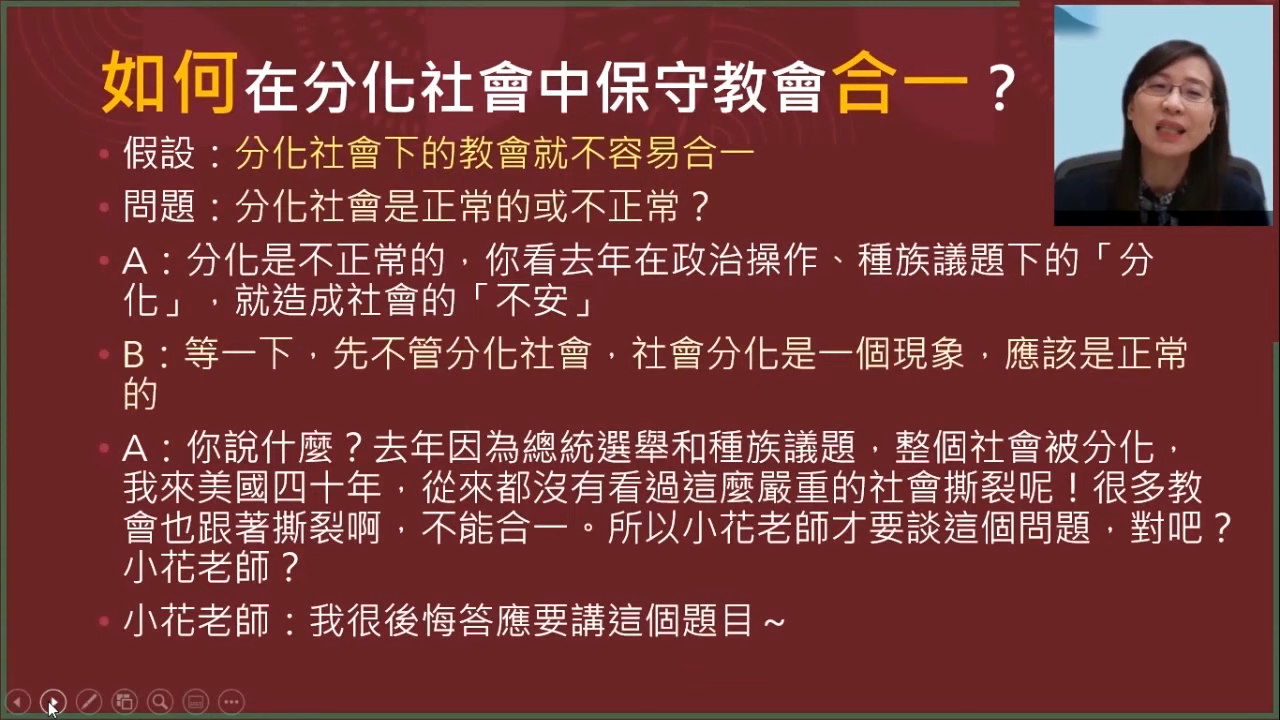 如何在分化社會中保守教會合一？
假設：分化社會下的教會就不容易合一
問題：分化社會是正常的或不正常？
A：分化是不正常的，你看去年在政治操作、種族議題下的「分
化」，就造成社會的「不安」
B：等一下，先不管分化社會，社會分化是一個現象，應該是正常
的
A：你說什麼？去年因為總統選舉和種族議題，整個社會被分化，
我來美國四十年，從來都沒有看過這麼嚴重的社會撕裂呢！很多教
會也跟著撕裂啊，不能合一。所以小花老師才要談這個問題，對吧？
小花老師？
小花老師：我很後悔答應要講這個題目～